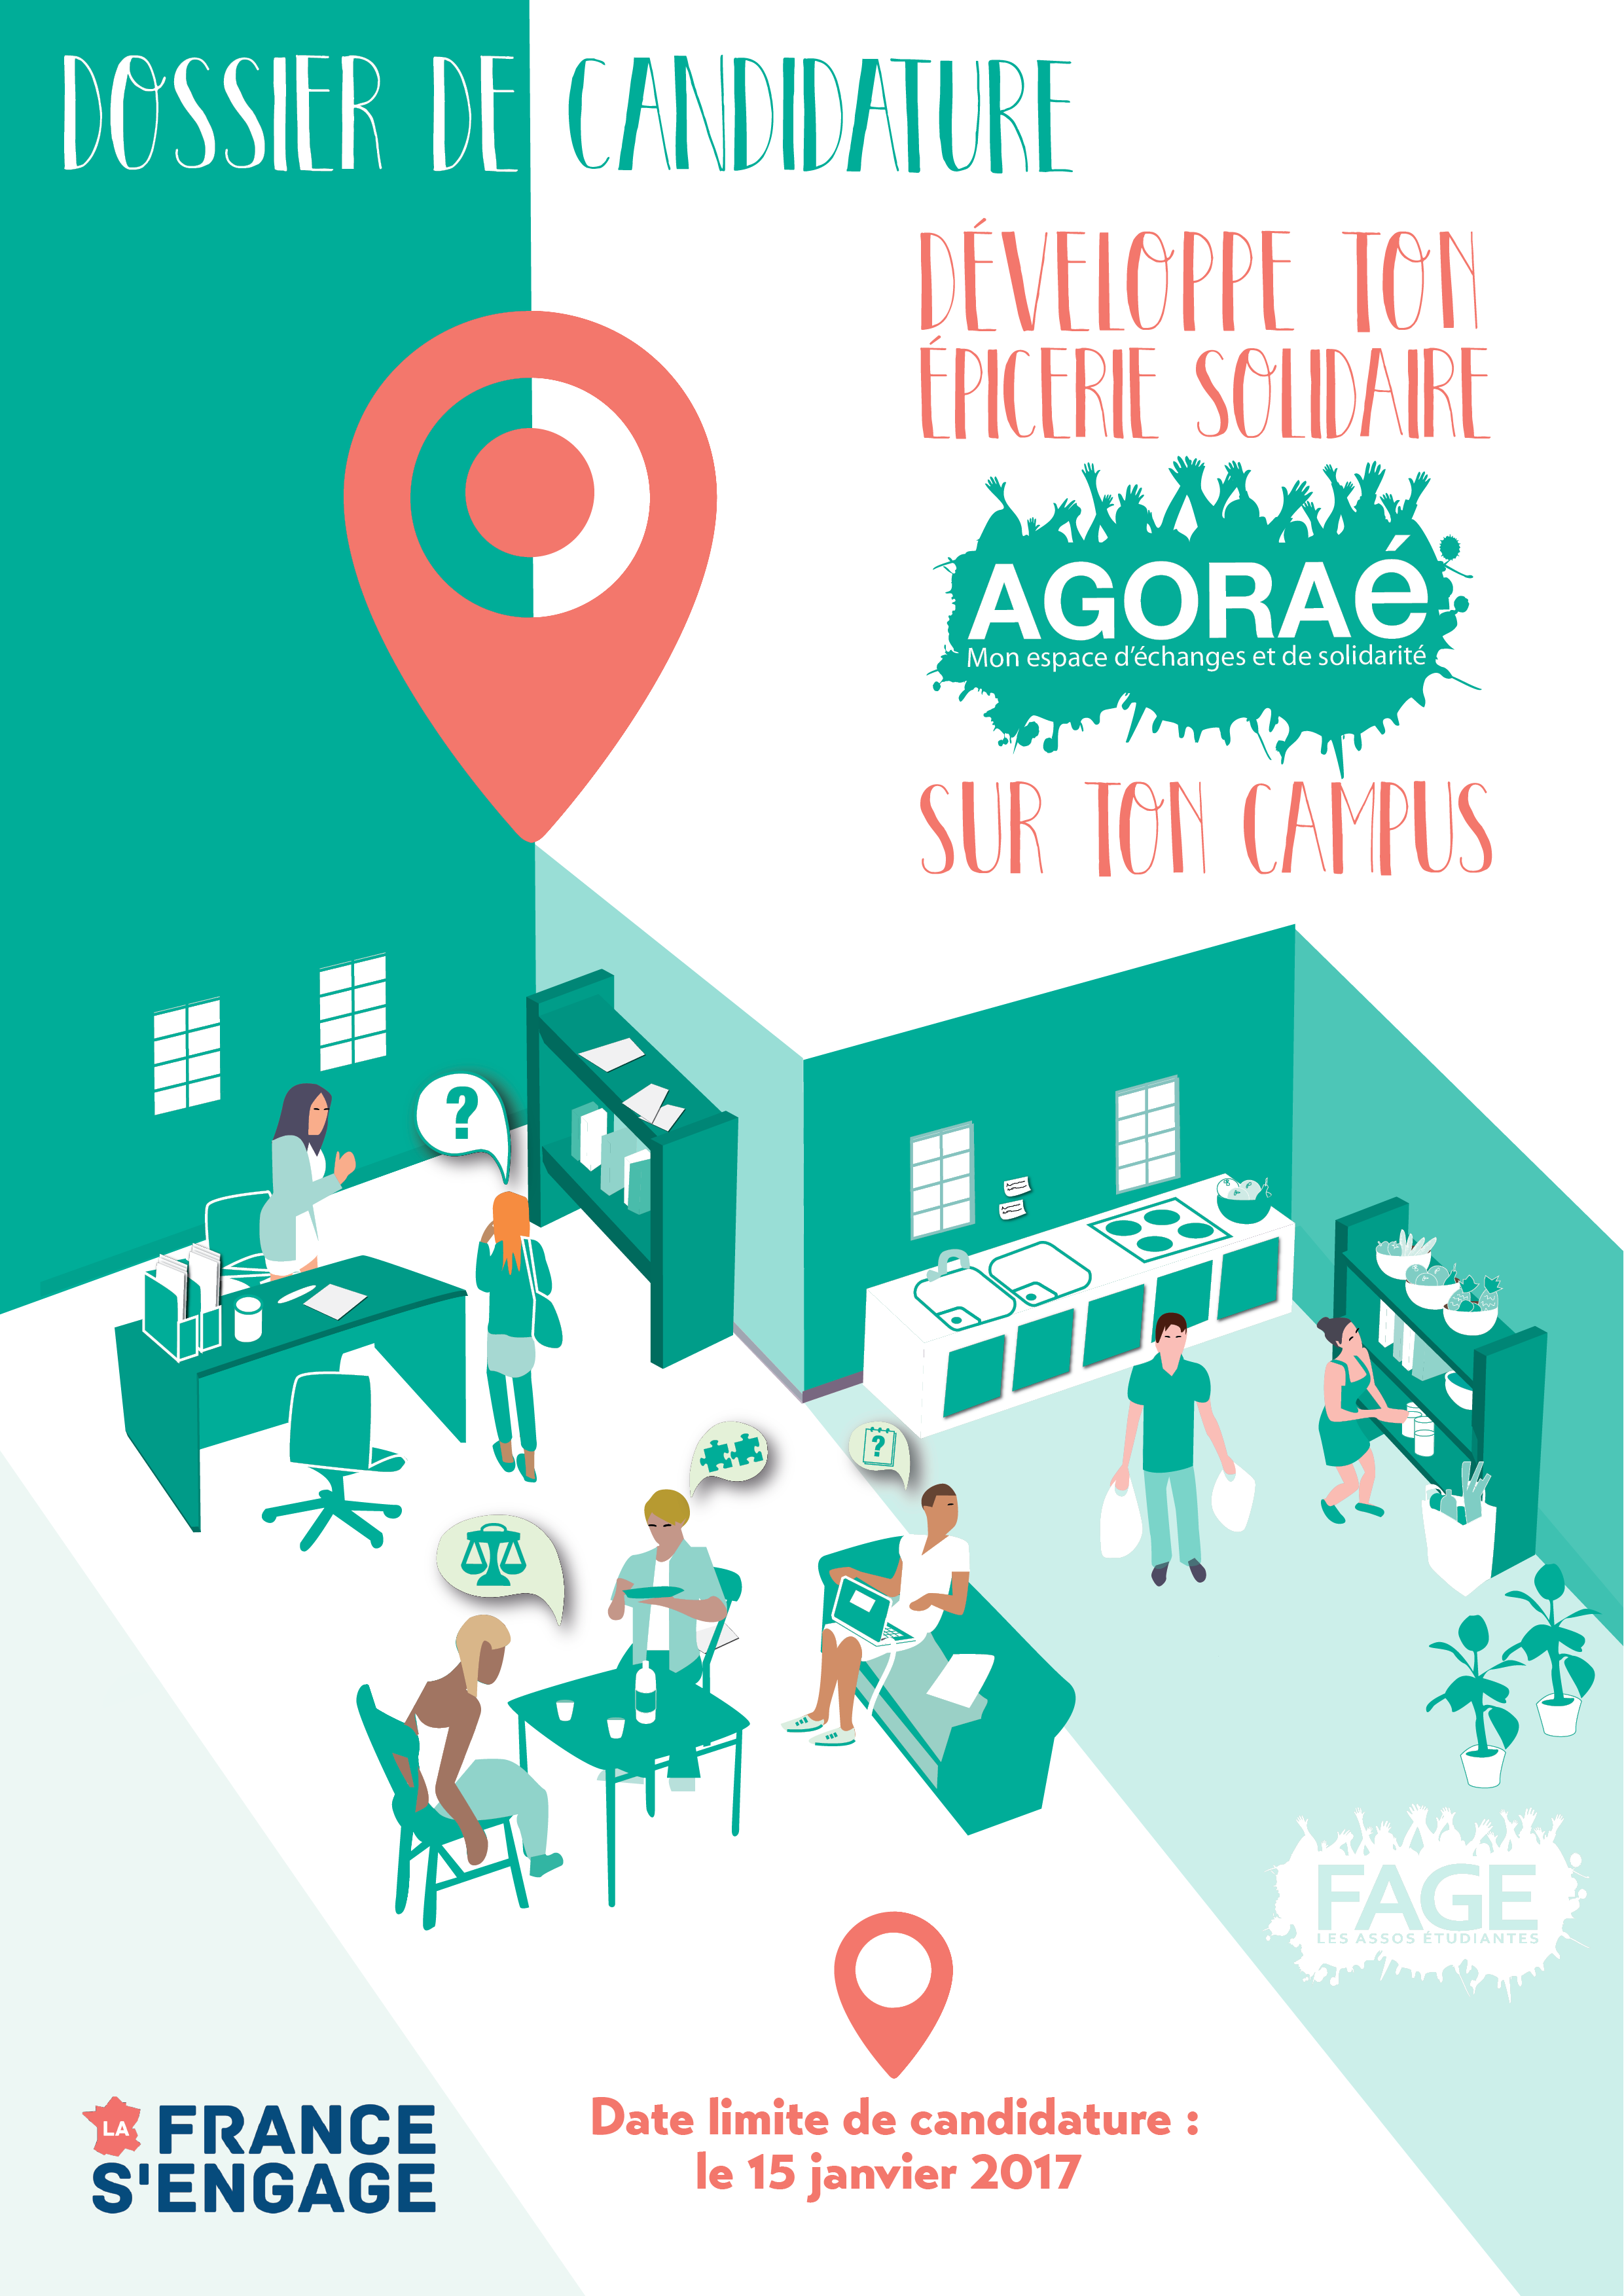 DOSSIER DE CANDIDATURE
DÉVELOPPE TON
ÉPICERIE SOLIDAIRE
AGORAé
Mon espace d'échanges et de solidarité
SUR TON CAMPUS
?
?
FAGE
LES ASSOS ÉTUDIANTES
LA FRANCE
S'ENGAGE
Date limite de candidature :
le 15 janvier 2017